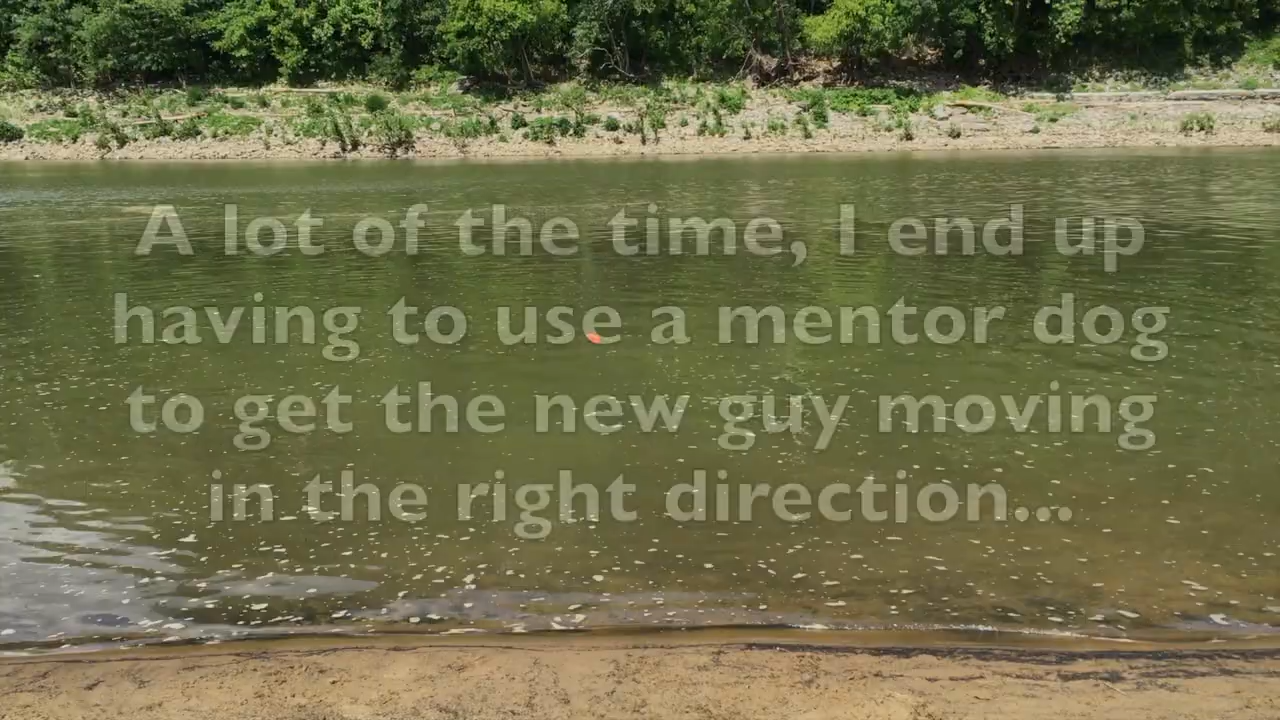 A lot of the time, I end up
having to use a mentor dog
to get the new guy moving
in the right direction...